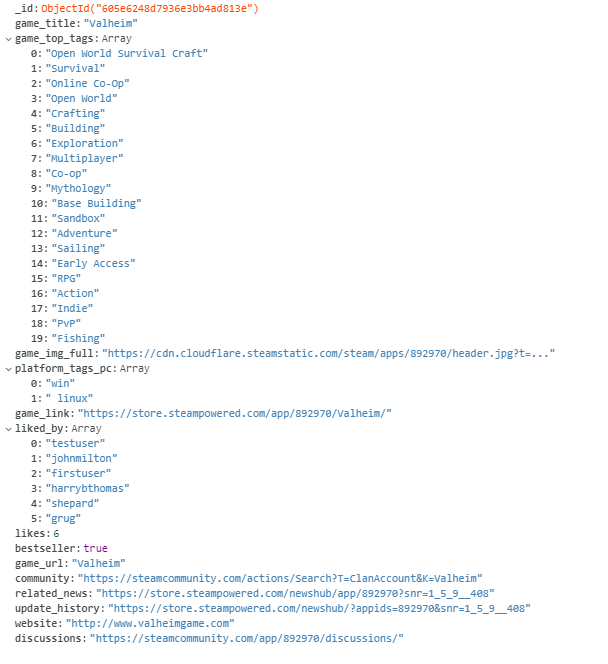 _id: ObjectId("605e6248d7936e3bb4ad813e")
game_title: "Valheim"
game_top_tags: Array
0: "Open World Survival Craft"
1: "Survival"
2: "Online Co-Op"
3: "Open World"
4: "Crafting"
5: "Building"
6: "Exploration"
7: "Multiplayer"
8: "Co-op"
9: "Mythology"
10: "Base Building"
11: "Sandbox"
12: "Adventure"
13: "Sailing"
14: "Early Access"
15: "RPG"
16: "Action"
17: "Indie"
18: "PvP"
19: "Fishing"
game_img_full: "https://cdn.cloudflare.steamstatic.com/steam/apps/892970/header.jpg?t=..."
platform_tags_pc: Array
0: "win"
1: " linux"
game_link: "https://store.steampowered.com/app/892970/Valheim/"
liked_by: Array
0: "testuser"
1: "johnmilton"
2: "firstuser"
3: "harrybthomas"
4: "shepard"
5: "grug"
likes: 6
bestseller: true
game_url: "Valheim"
community: "https://steamcommunity.com/actions/Search?T=ClanAccount&K=Valheim"
related_news: "https://store.steampowered.com/newshub/app/892970?snr=1_5_9__408"
update_history: "https://store.steampowered.com/newshub/?appids=892970&snr=1_5_9__408"
website: "http://www.valheimgame.com"
discussions: "https://steamcommunity.com/app/892970/discussions/"